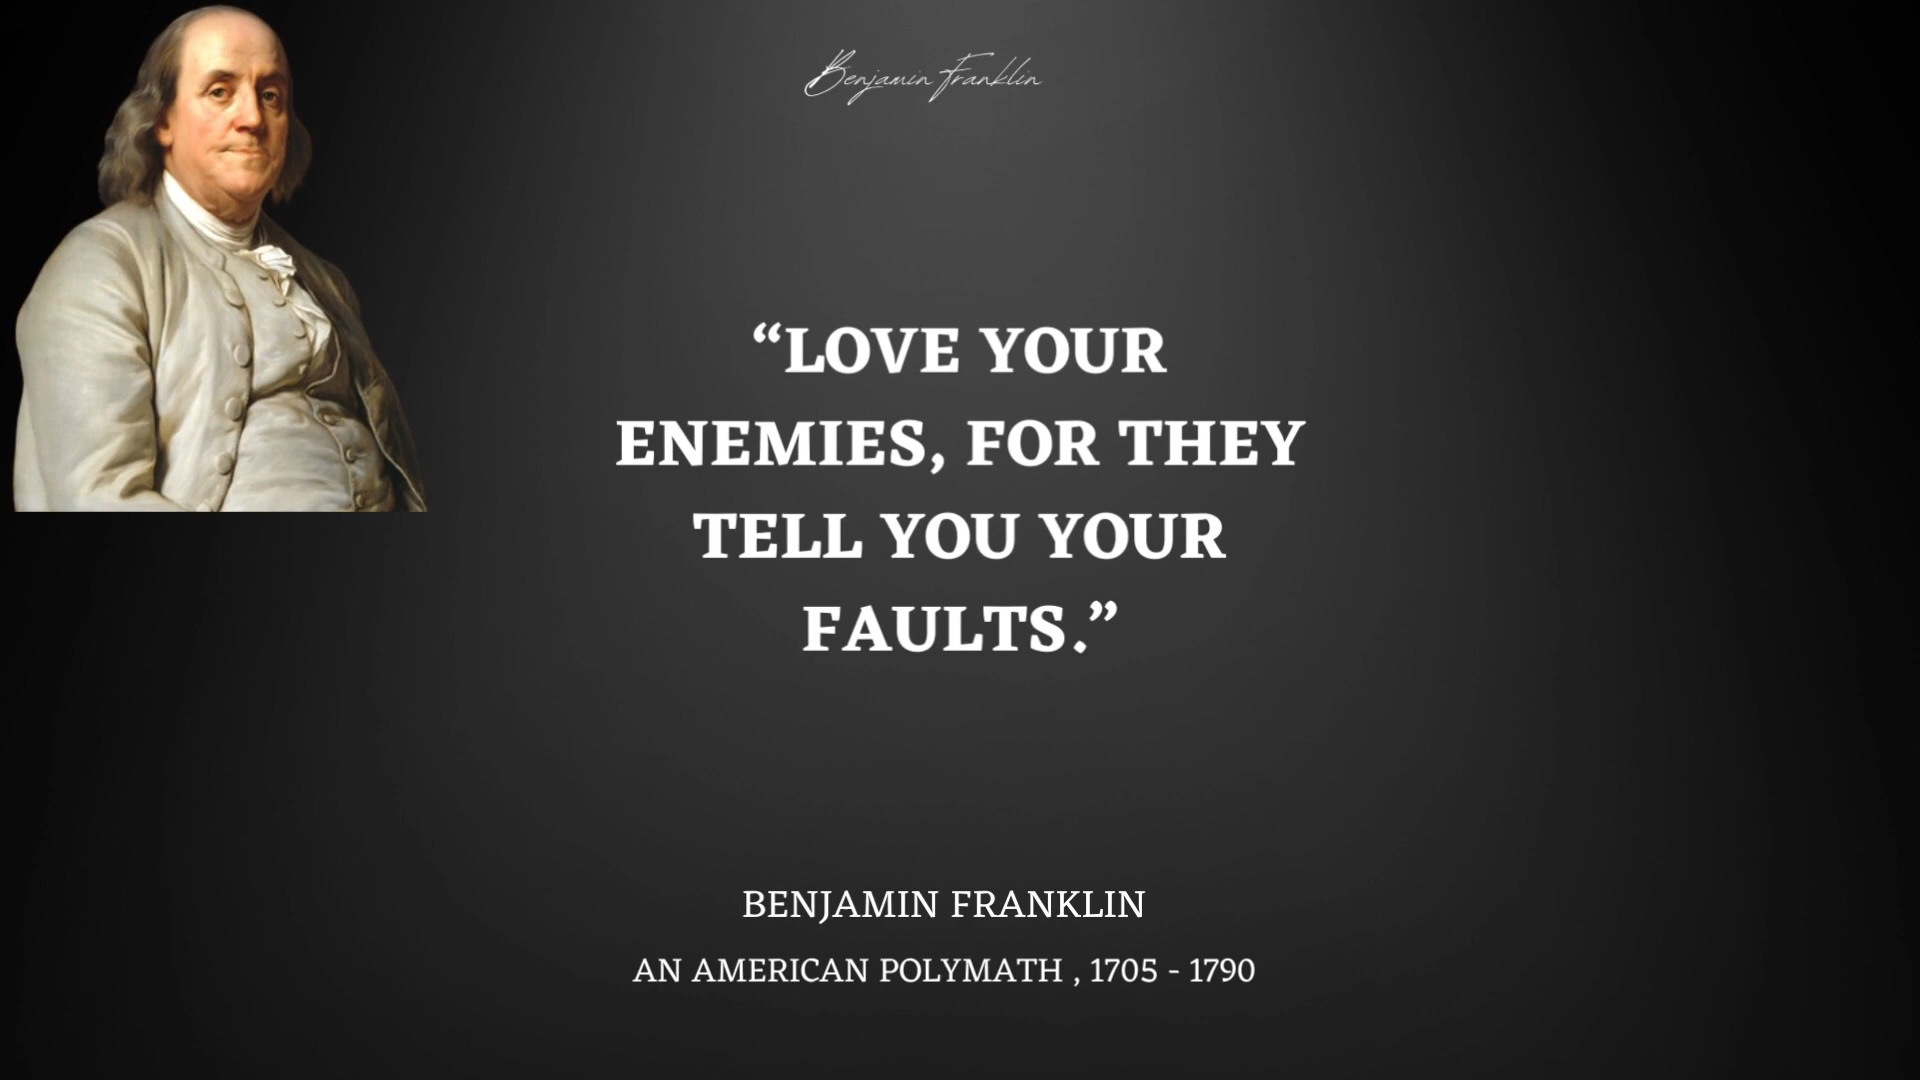 Benjamin Franklin
“LOVE YOUR
ENEMIES, FOR THEY
TELL YOU YOUR
FAULTS.”
BENJAMIN FRANKLIN
AN AMERICAN POLYMATH , 1705 - 1790